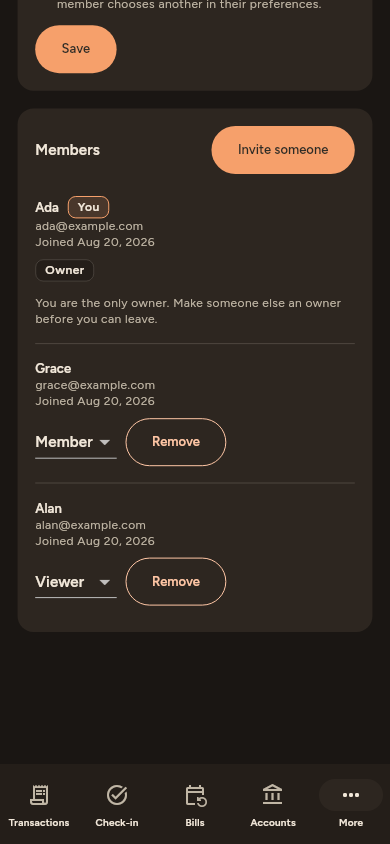 member chooses another in their preferences.
Save
Members
Invite someone
Ada You
ada@example.com
Joined Aug 20, 2026
Owner
You are the only owner. Make someone else an owner
before you can leave.
Grace
grace@example.com
Joined Aug 20, 2026
Member Remove
Alan
alan@example.com
Joined Aug 20, 2026
Viewer Remove
Transactions Check-in Bills Accounts More